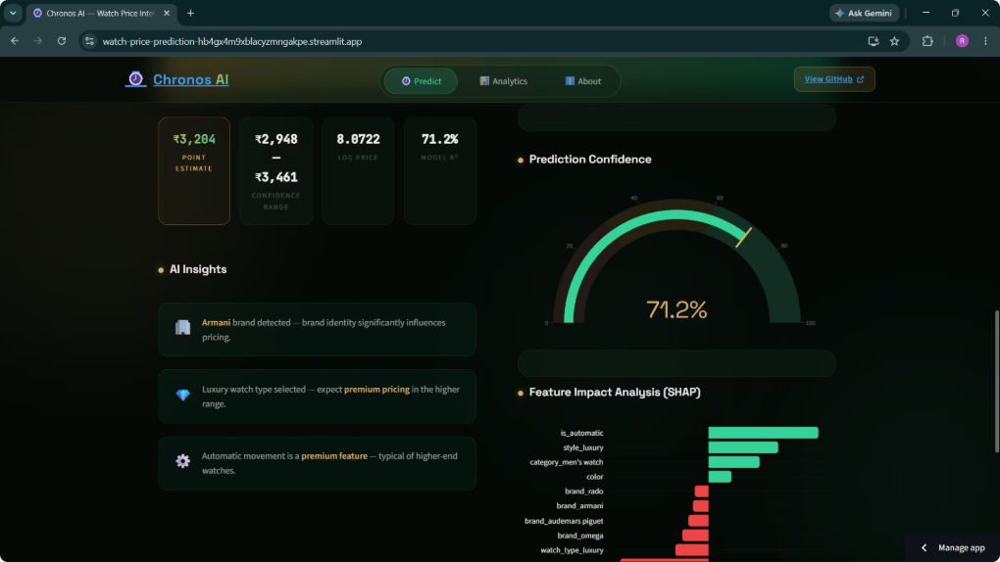 Chronos AI — Watch Price Inte
Ask Gemini
watch-price-prediction-hb4gx4m9xblacyzmngakpe.streamlit.app
R
Chronos AI
Predict
Analytics
About
View GitHub
₹3,204
POINT
ESTIMATE
₹2,948
—
₹3,461
CONFIDENCE
RANGE
8.0722
LOG PRICE
71.2%
MODEL R²
AI Insights
Armani brand detected — brand identity significantly influences
pricing.
Luxury watch type selected — expect premium pricing in the higher
range.
Automatic movement is a premium feature — typical of higher-end
watches.
Prediction Confidence
0
20
40
60
80
100
71.2%
Feature Impact Analysis (SHAP)
is_automatic
style_luxury
category_men's watch
color
brand_rado
brand_armani
brand_audemars piguet
brand_omega
watch_type_luxury
Manage app